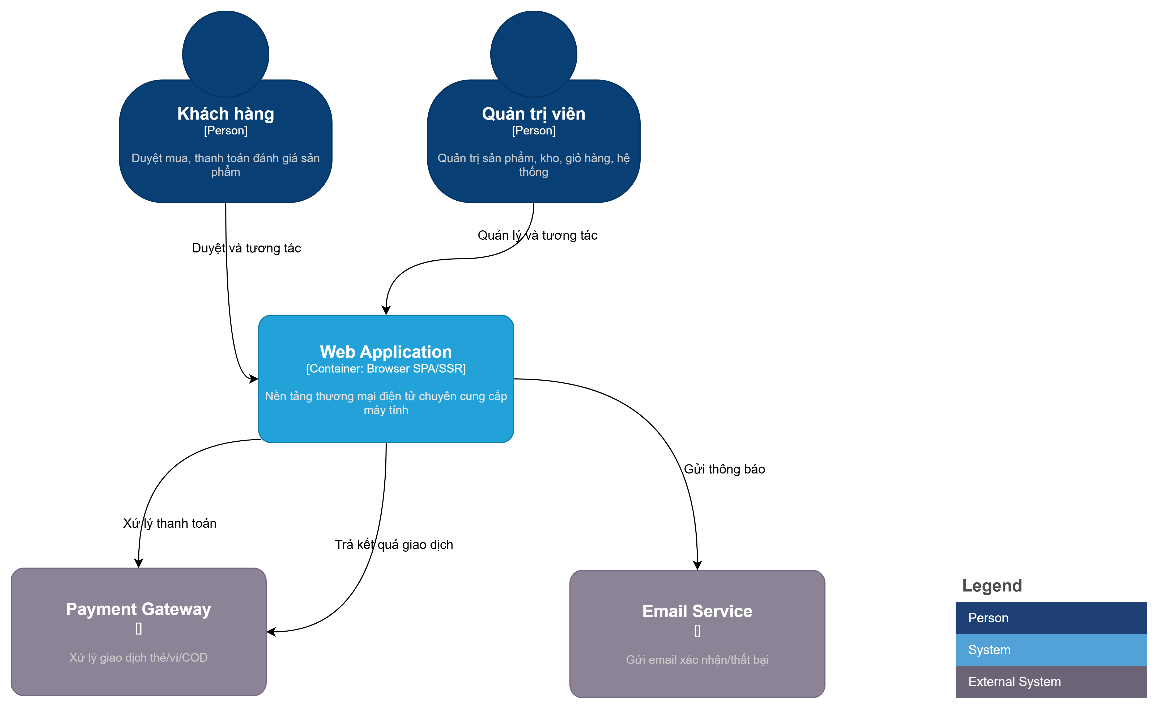 Khách hàng
[Person]
Duyệt mua, thanh toán đánh giá sản
phẩm
Quản trị viên
[Person]
Quản trị sản phẩm, kho, giỏ hàng, hệ
thống
Duyệt và tương tác
Quản lý và tương tác
Web Application
[Container: Browser SPA/SSR]
Nền tảng thương mại điện tử chuyên cung cấp
máy tính
Gửi thông báo
Xử lý thanh toán
Trả kết quả giao dịch
Payment Gateway
[]
Xử lý giao dịch thẻ/ví/COD
Email Service
[]
Gửi email xác nhận/thất bại
Legend
Person
System
External System